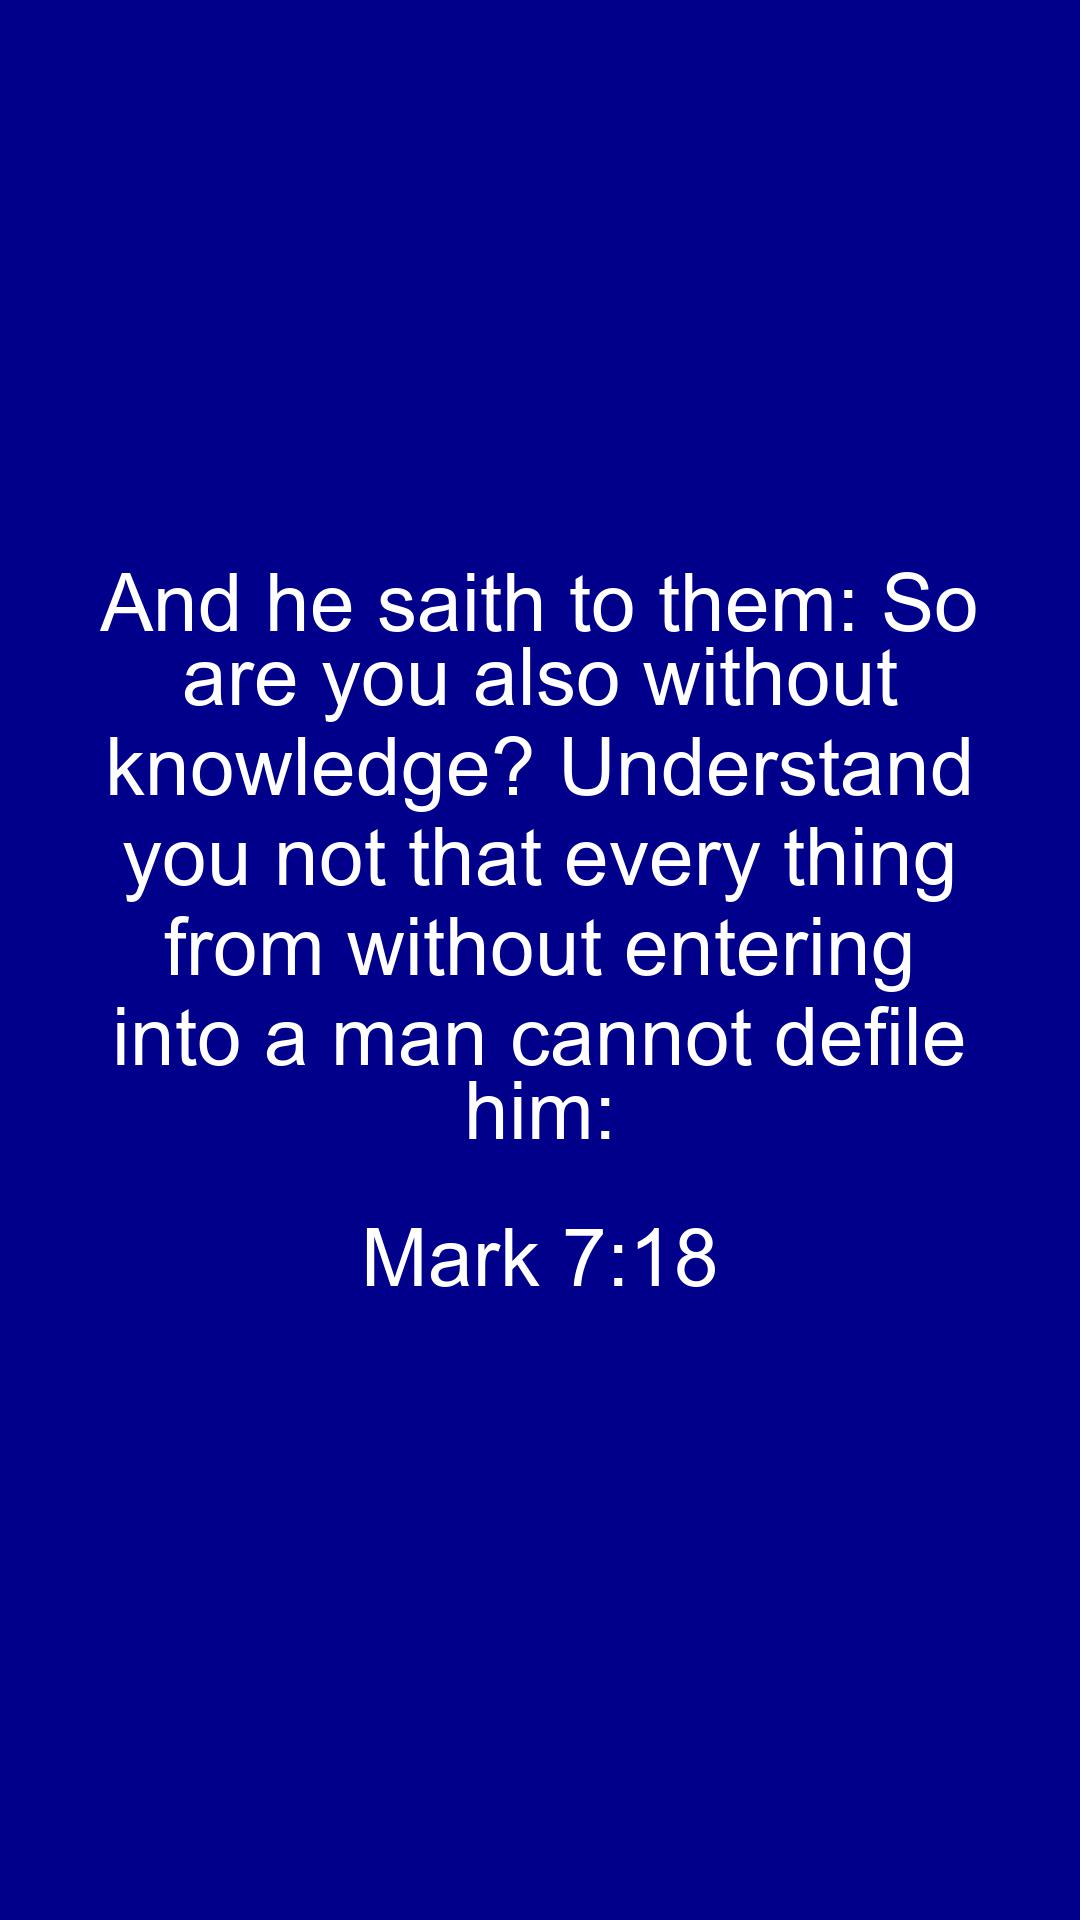 And he saith to them: So
are you also without
knowledge? Understand
you not that every thing
from without entering
into a man cannot defile
him:
Mark 7:18